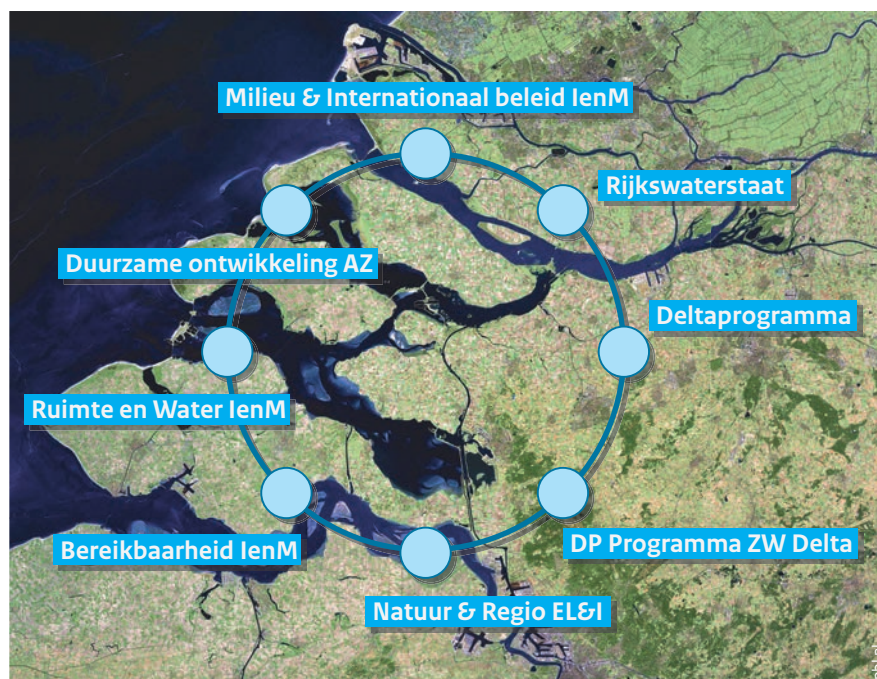 Milieu & Internationaal beleid IenM
Rijkswaterstaat
Duurzame ontwikkeling AZ
Deltaprogramma
Ruimte en Water IenM
Bereikbaarheid IenM
DP Programma ZW Delta
Natuur & Regio EL&I